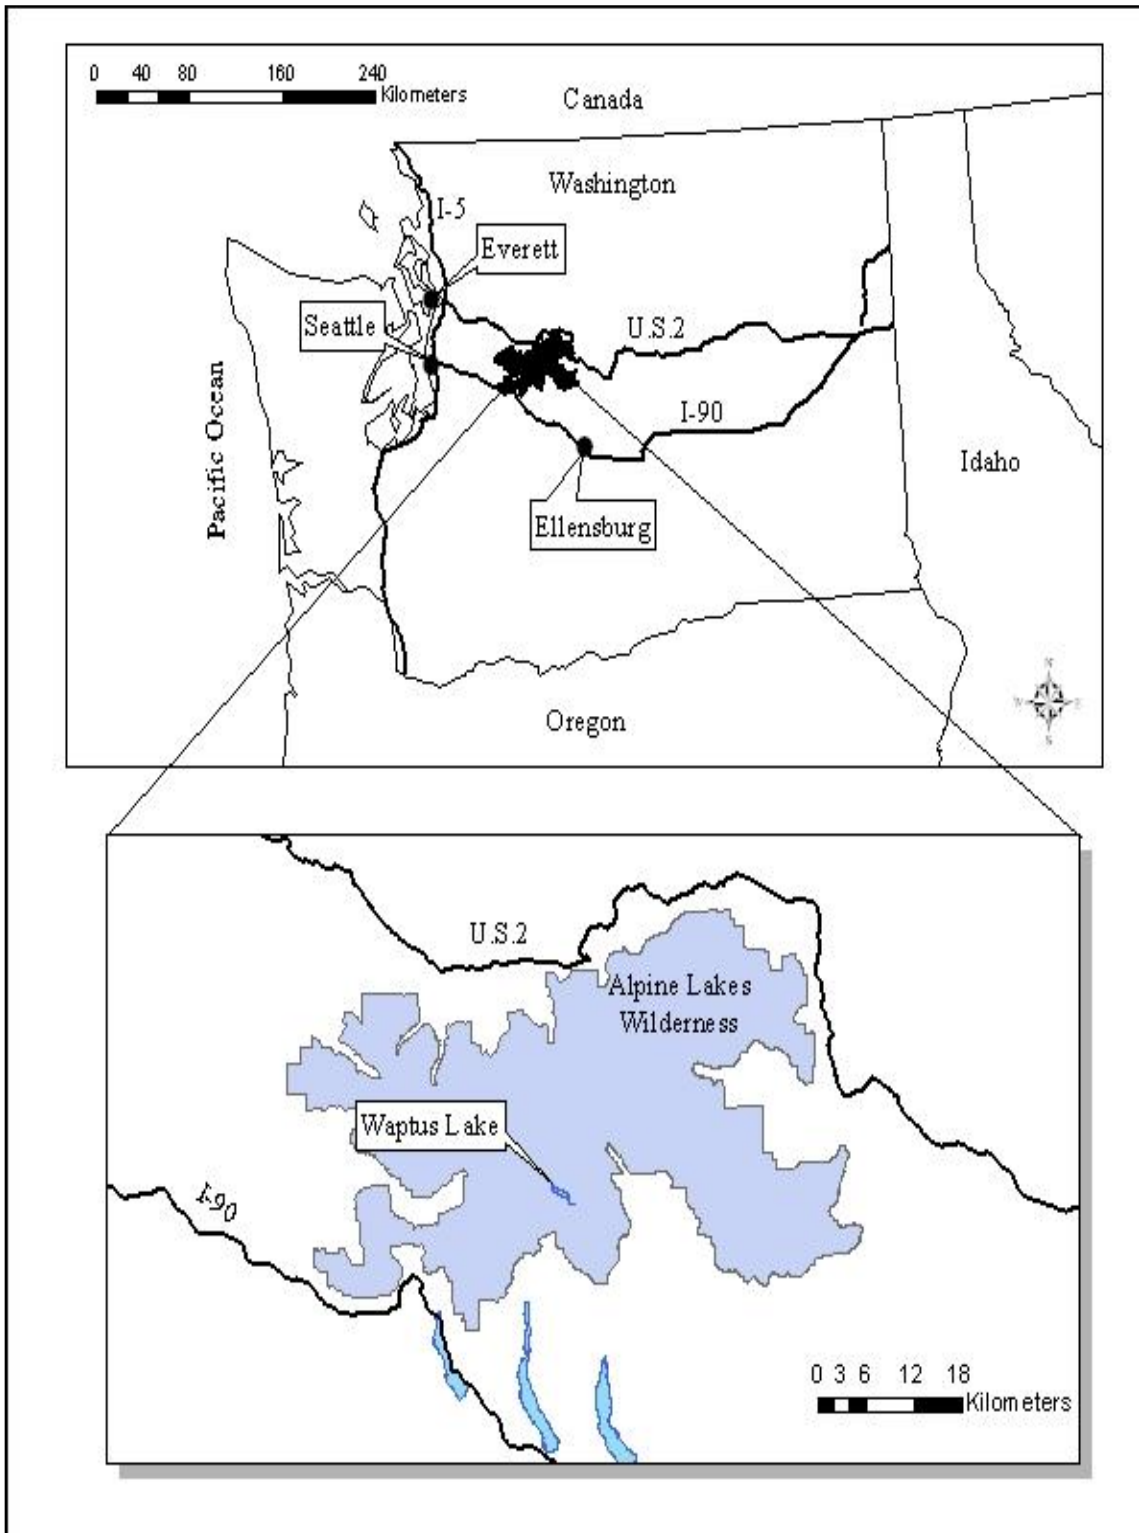 0 40 80 160 240
Kilometers
Canada
Washington
I-5
Everett
Seattle
U.S.2
I-90
Pacific Ocean
Idaho
Ellensburg
N
W E
S
Oregon
U.S.2
Alpine Lakes
Wilderness
Waptus Lake
I-90
0 3 6 12 18
Kilometers